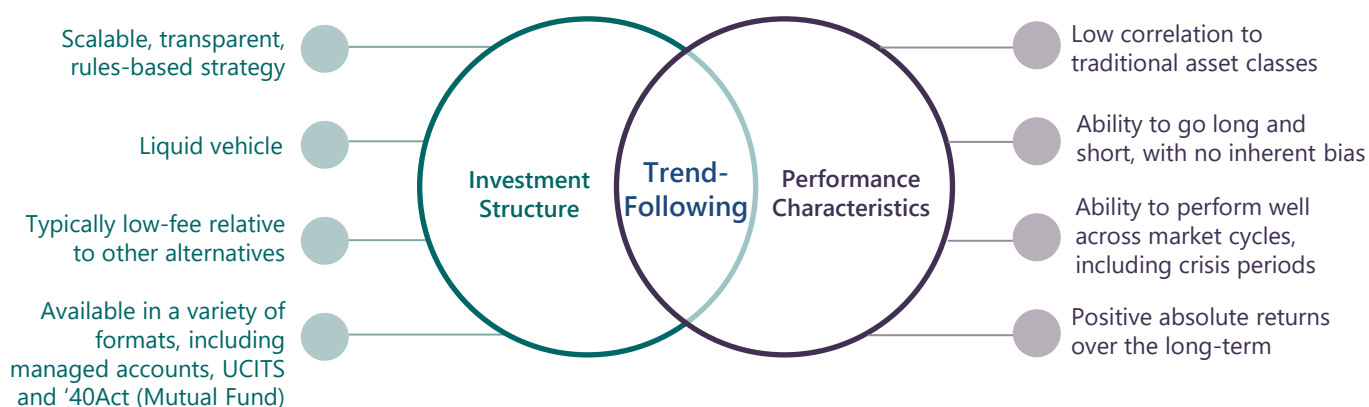 Scalable, transparent,
rules-based strategy
Liquid vehicle
Typically low-fee relative
to other alternatives
Available in a variety of
formats, including
managed accounts, UCITS
and ‘40Act (Mutual Fund)
Investment
Structure
Trend-
Following
Performance
Characteristics
Low correlation to
traditional asset classes
Ability to go long and
short, with no inherent bias
Ability to perform well
across market cycles,
including crisis periods
Positive absolute returns
over the long-term